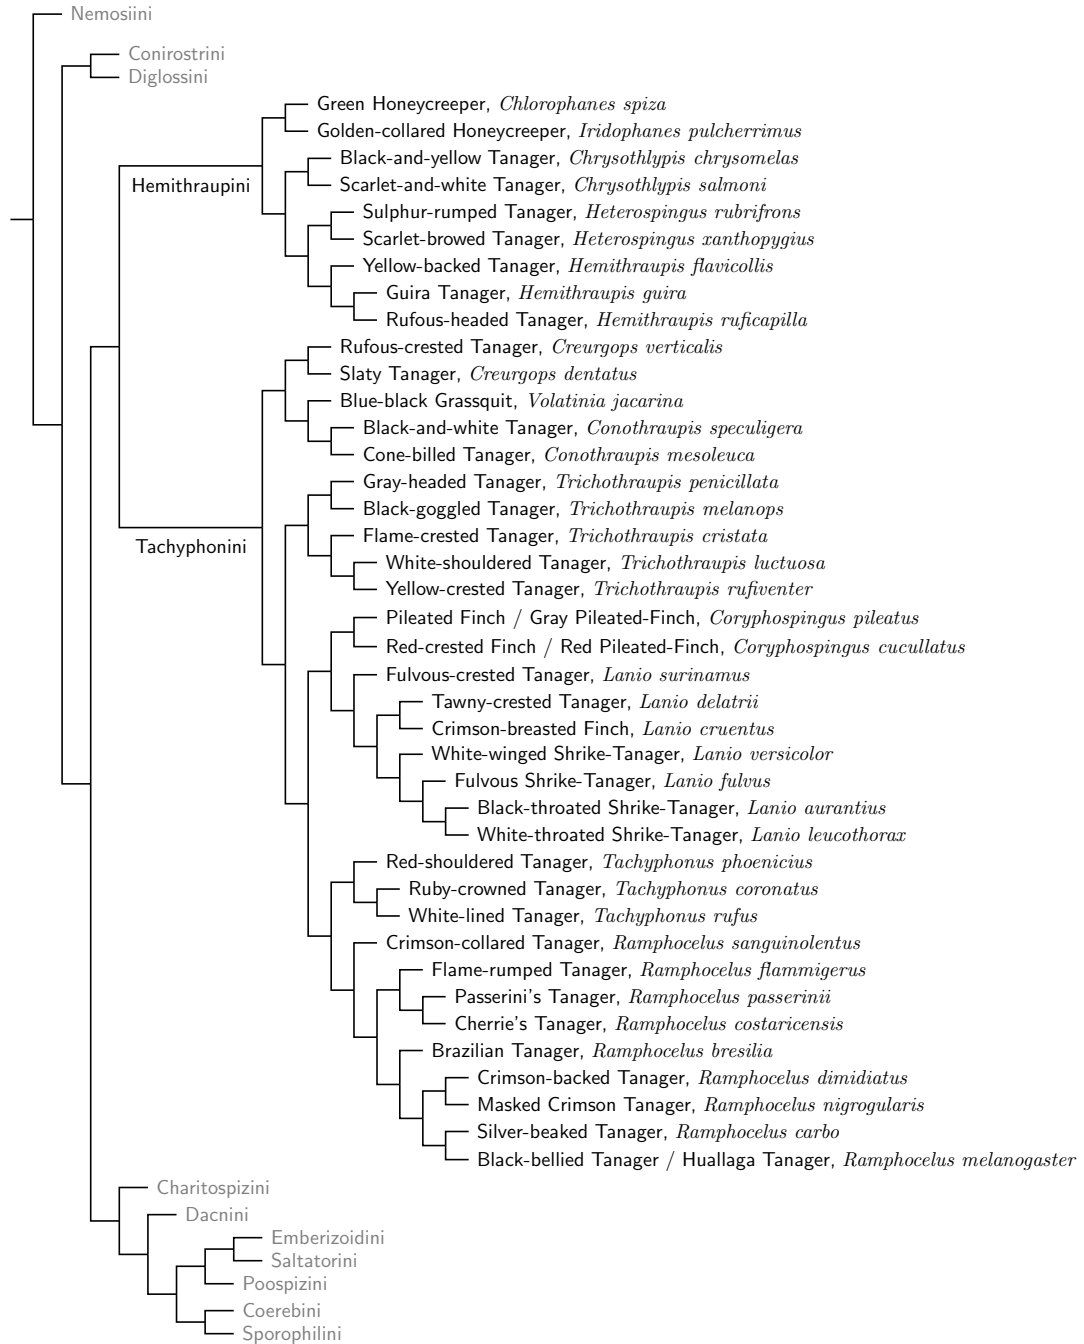 Nemosiini
Conirostrini
Diglossini
Green Honeycreeper, Chlorophanes spiza
Golden-collared Honeycreeper, Iridophanes pulcherrimus
Black-and-yellow Tanager, Chrysothlypis chrysomelas
Hemithraupini
Scarlet-and-white Tanager, Chrysothlypis salmoni
Sulphur-rumped Tanager, Heterospingus rubrifrons
Scarlet-browed Tanager, Heterospingus xanthopygius
Yellow-backed Tanager, Hemithraupis flavicollis
Guira Tanager, Hemithraupis guira
Rufous-headed Tanager, Hemithraupis ruficapilla
Rufous-crested Tanager, Creurgops verticalis
Slaty Tanager, Creurgops dentatus
Blue-black Grassquit, Volatinia jacarina
Black-and-white Tanager, Conothraupis speculigera
Cone-billed Tanager, Conothraupis mesoleuca
Gray-headed Tanager, Trichothraupis penicillata
Black-goggled Tanager, Trichothraupis melanops
Flame-crested Tanager, Trichothraupis cristata
Tachyphonini
White-shouldered Tanager, Trichothraupis luctuosa
Yellow-crested Tanager, Trichothraupis rufiventer
Pileated Finch / Gray Pileated-Finch, Coryphospingus pileatus
Red-crested Finch / Red Pileated-Finch, Coryphospingus cucullatus
Fulvous-crested Tanager, Lanio surinamus
Tawny-crested Tanager, Lanio delatrii
Crimson-breasted Finch, Lanio cruentus
White-winged Shrike-Tanager, Lanio versicolor
Fulvous Shrike-Tanager, Lanio fulvus
Black-throated Shrike-Tanager, Lanio aurantius
White-throated Shrike-Tanager, Lanio leucothorax
Red-shouldered Tanager, Tachyphonus phoenicius
Ruby-crowned Tanager, Tachyphonus coronatus
White-lined Tanager, Tachyphonus rufus
Crimson-collared Tanager, Ramphocelus sanguinolentus
Flame-rumped Tanager, Ramphocelus flammigerus
Passerini's Tanager, Ramphocelus passerinii
Cherrie's Tanager, Ramphocelus costaricensis
Brazilian Tanager, Ramphocelus bresilia
Crimson-backed Tanager, Ramphocelus dimidiatus
Masked Crimson Tanager, Ramphocelus nigrogularis
Silver-beaked Tanager, Ramphocelus carbo
Black-bellied Tanager / Huallaga Tanager, Ramphocelus melanogaster
Charitospizini
Dacnini
Emberizoidini
Saltatorini
Poospizini
Coerebini
Sporophilini